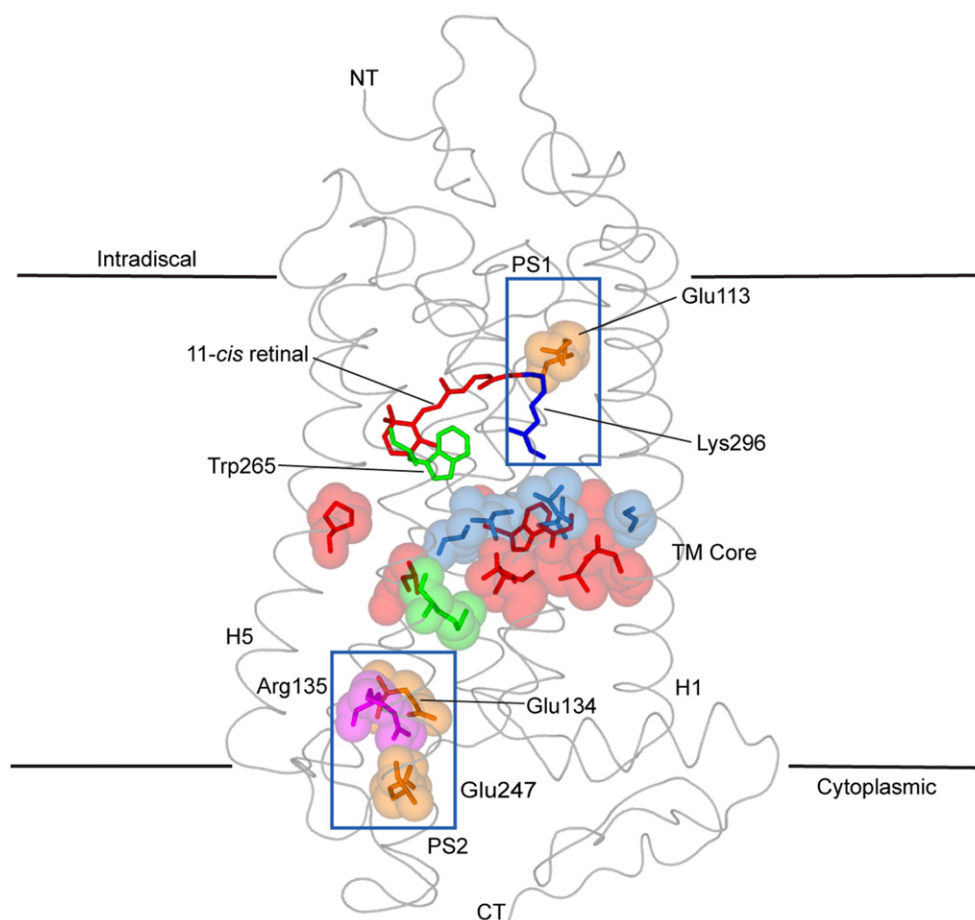 NT
Intradiscal
PS1
Glu113
11-cis retinal
Lys296
Trp265
TM Core
H5
Arg135
Glu134
H1
Glu247
Cytoplasmic
PS2
CT